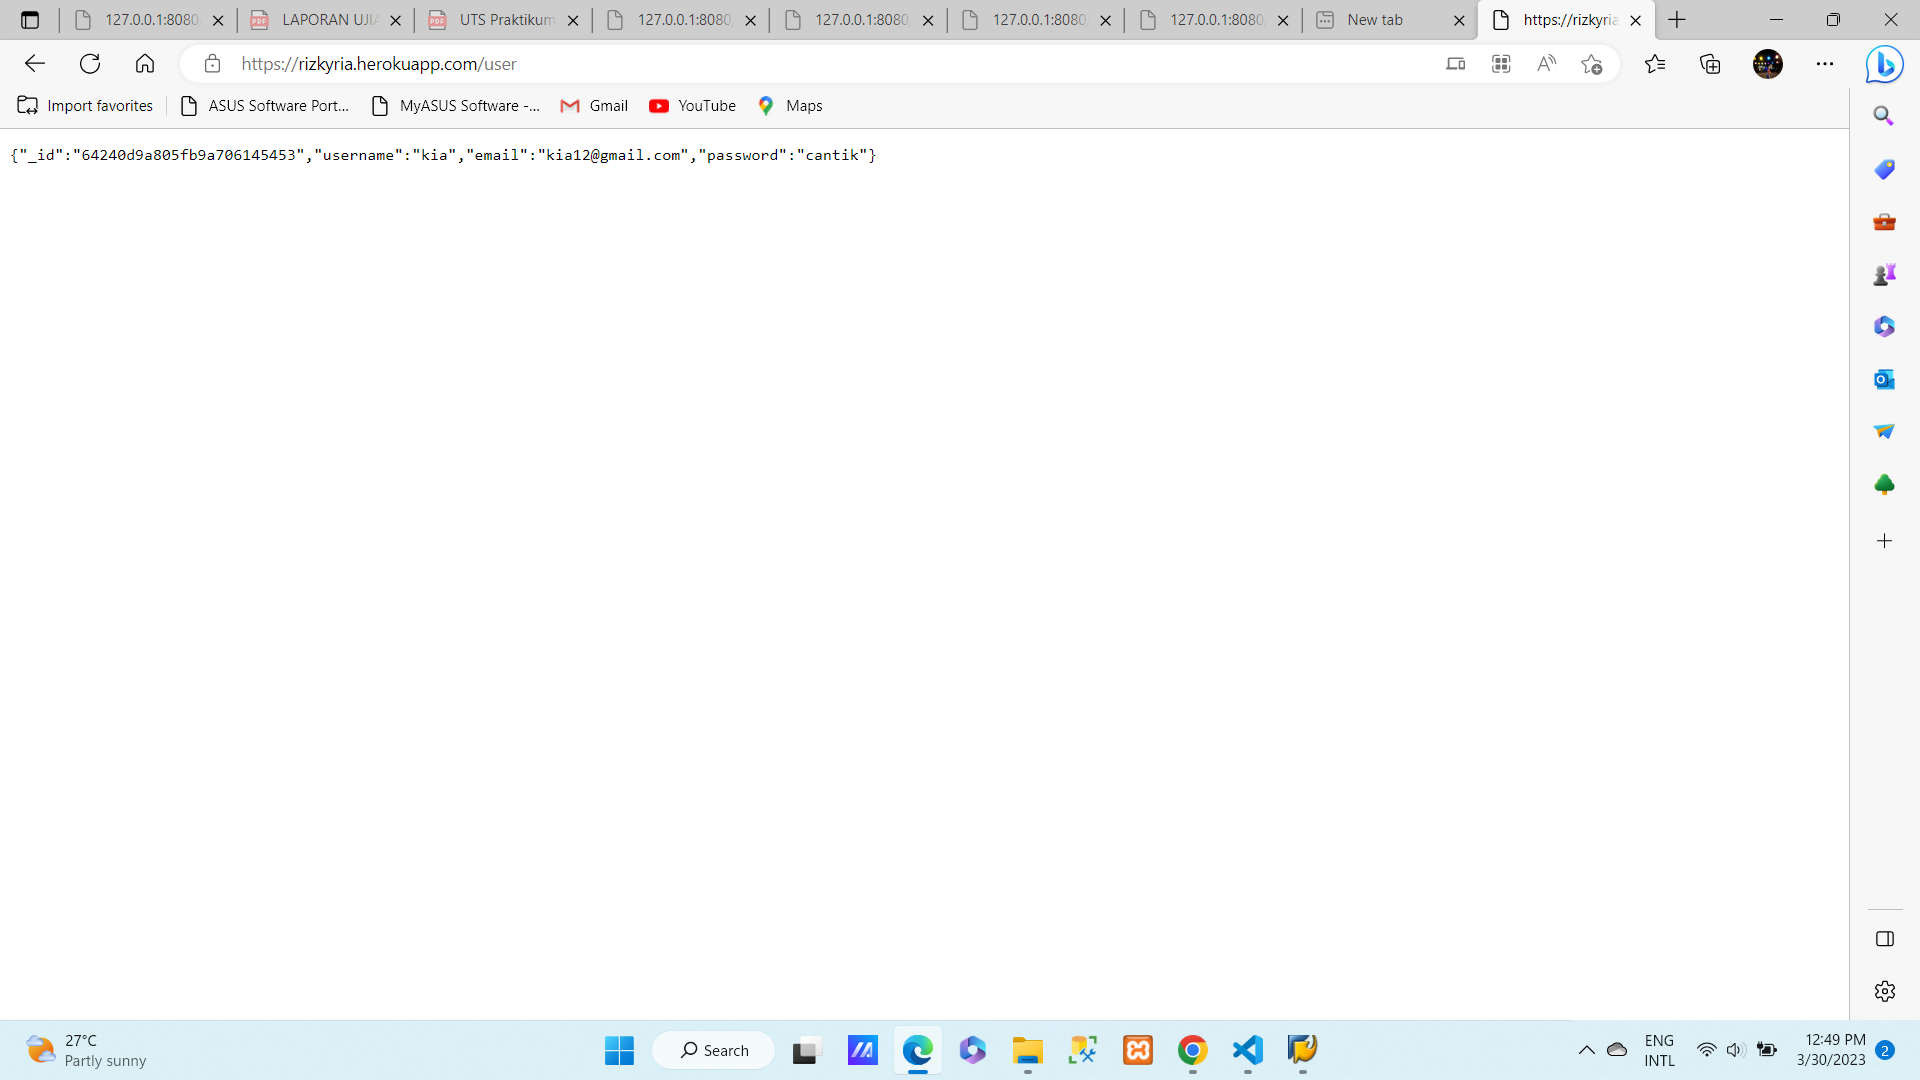 127.0.0.1:8080/
LAPORAN UJIA
UTS Praktikum
127.0.0.1:8080/
127.0.0.1:8080/
127.0.0.1:8080/
127.0.0.1:8080/
New tab
https://rizkyria
https://rizkyria.herokuapp.com/user
Import favorites
ASUS Software Port...
MyASUS Software -...
Gmail
YouTube
Maps
{"_id":"64240d9a805fb9a706145453","username":"kia","email":"kia12@gmail.com","password":"cantik"}
27°C
Partly sunny
Search
ENG
INTL
12:49 PM
3/30/2023
2